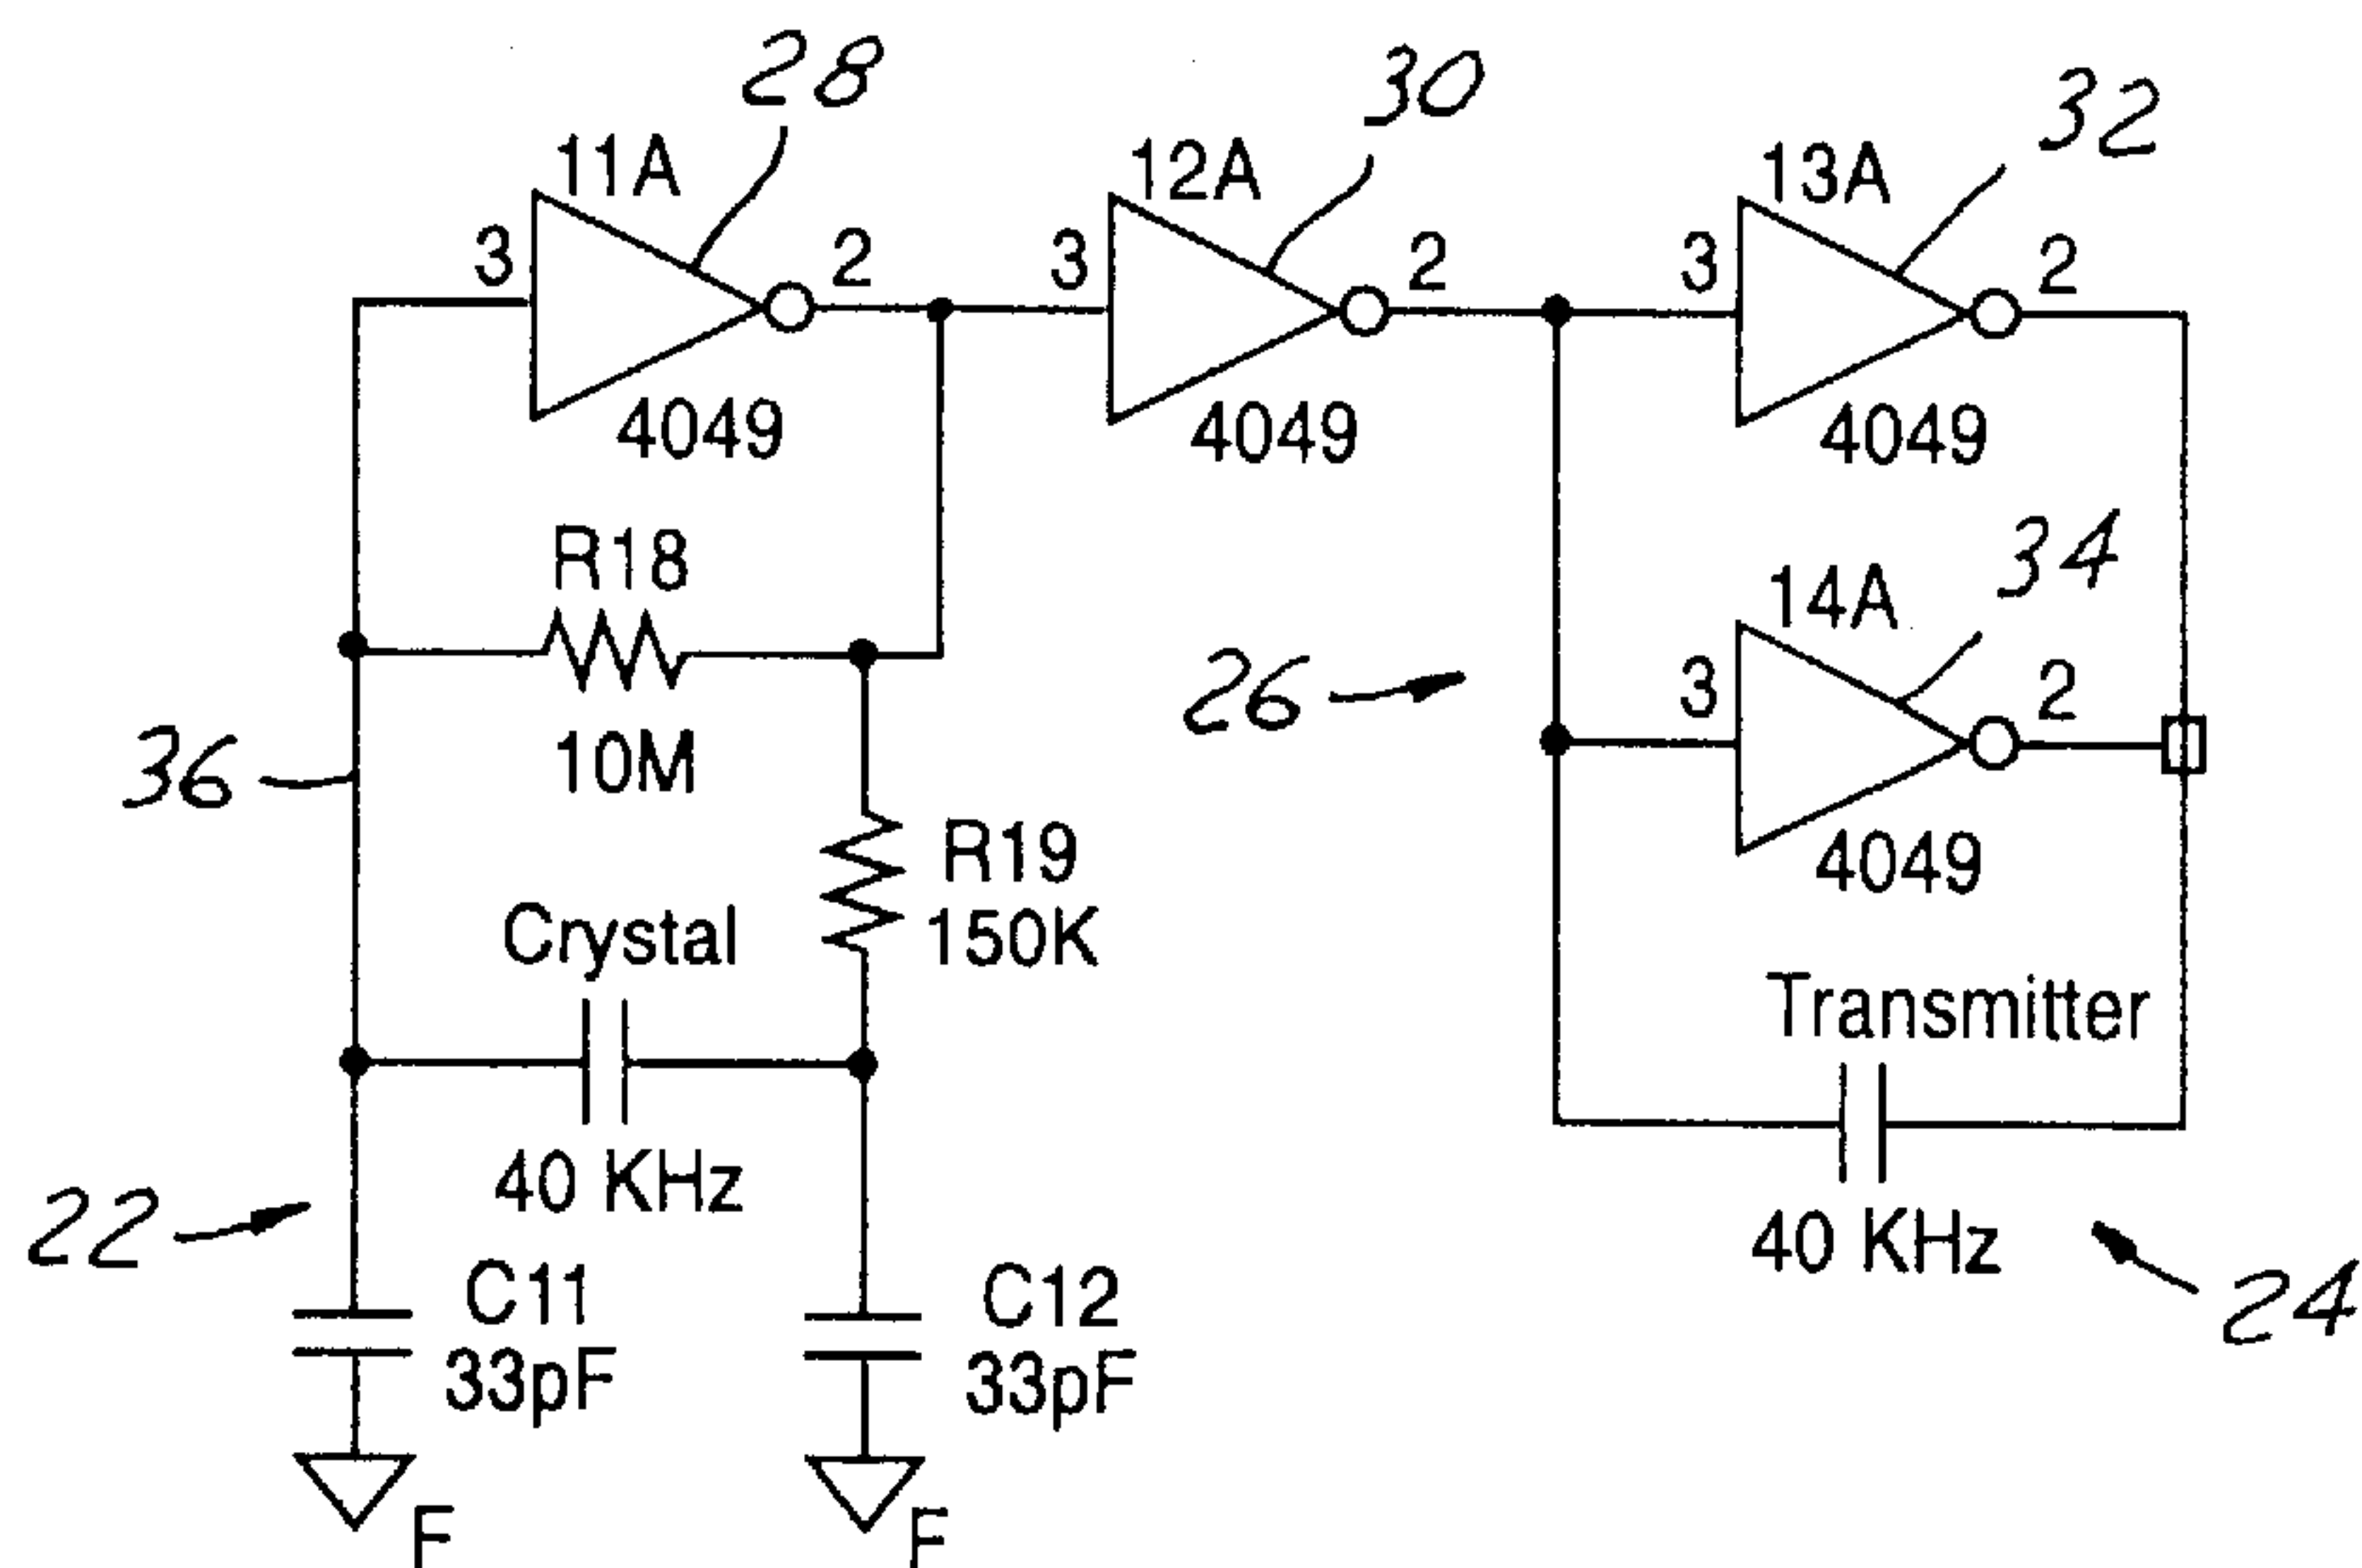 28
30
32
11A
12A
13A
3
2
3
2
3
2
4049
4049
4049
R18
10M
34
14A
26
3
2
36
R19
150K
4049
Crystal
40 KHz
Transmitter
40 KHz
22
24
C11
33pF
C12
33pF
F
F